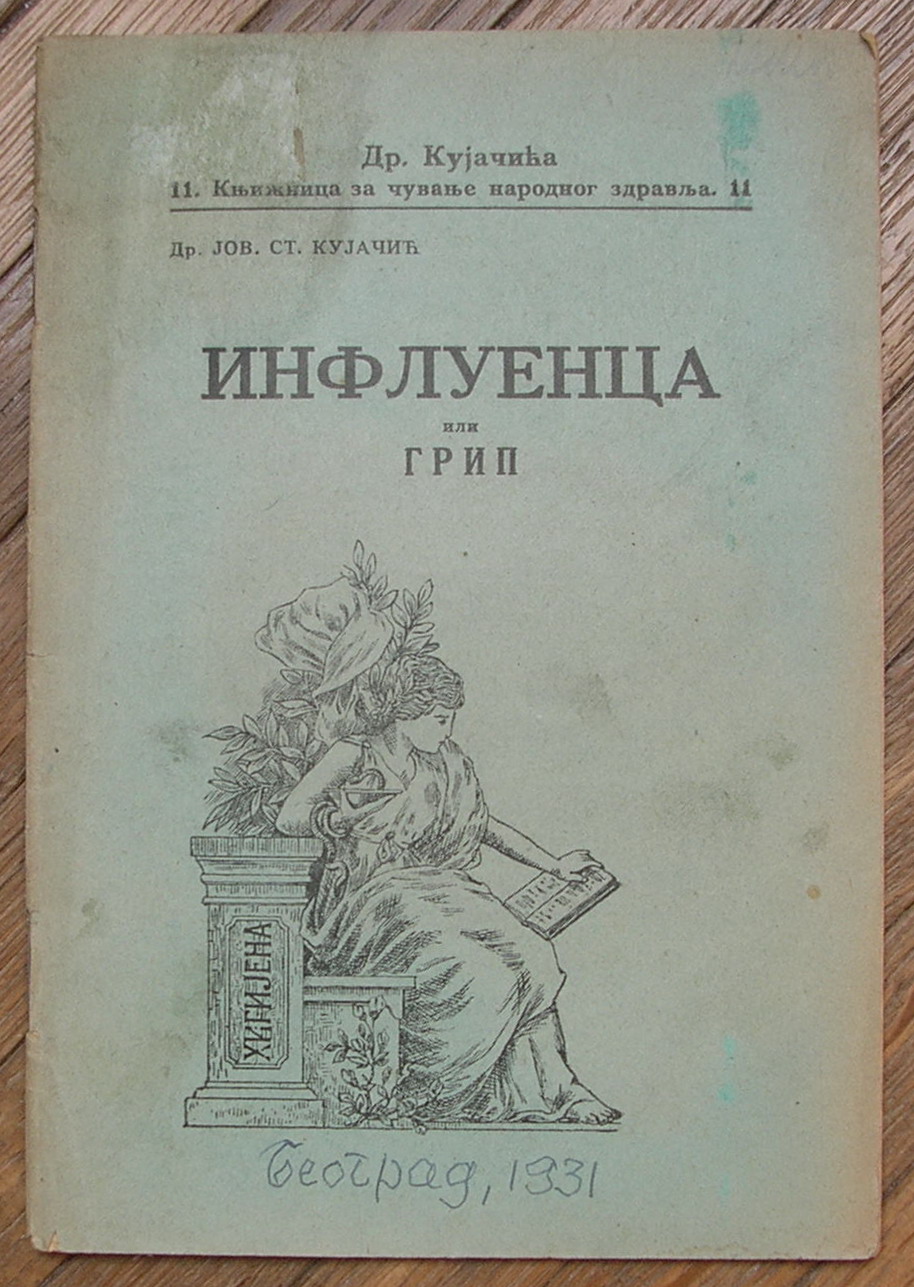 Др. Кујачића
11. Књижница за чување народног здравља. 11
Др. ЈОВ. СТ. КУЈАЧИЋ
ИНФЛУЕНЦА
или
ГРИП
ХИГИЈЕНА
Београд, 1931